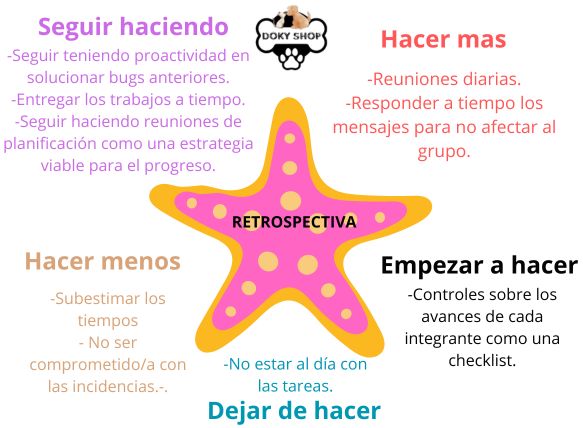 Seguir haciendo
-Seguir teniendo proactividad en
solucionar bugs anteriores.
-Entregar los trabajos a tiempo.
-Seguir haciendo reuniones de
planificación como una estrategia
viable para el progreso.
DOKY SHOP
Hacer mas
-Reuniones diarias.
-Responder a tiempo los
mensajes para no afectar al
grupo.
RETROSPECTIVA
Hacer menos
-Subestimar los
tiempos
- No ser
comprometido/a con
las incidencias.-.
Empezar a hacer
-Controles sobre los
avances de cada
integrante como una
checklist.
-No estar al día con
las tareas.
Dejar de hacer